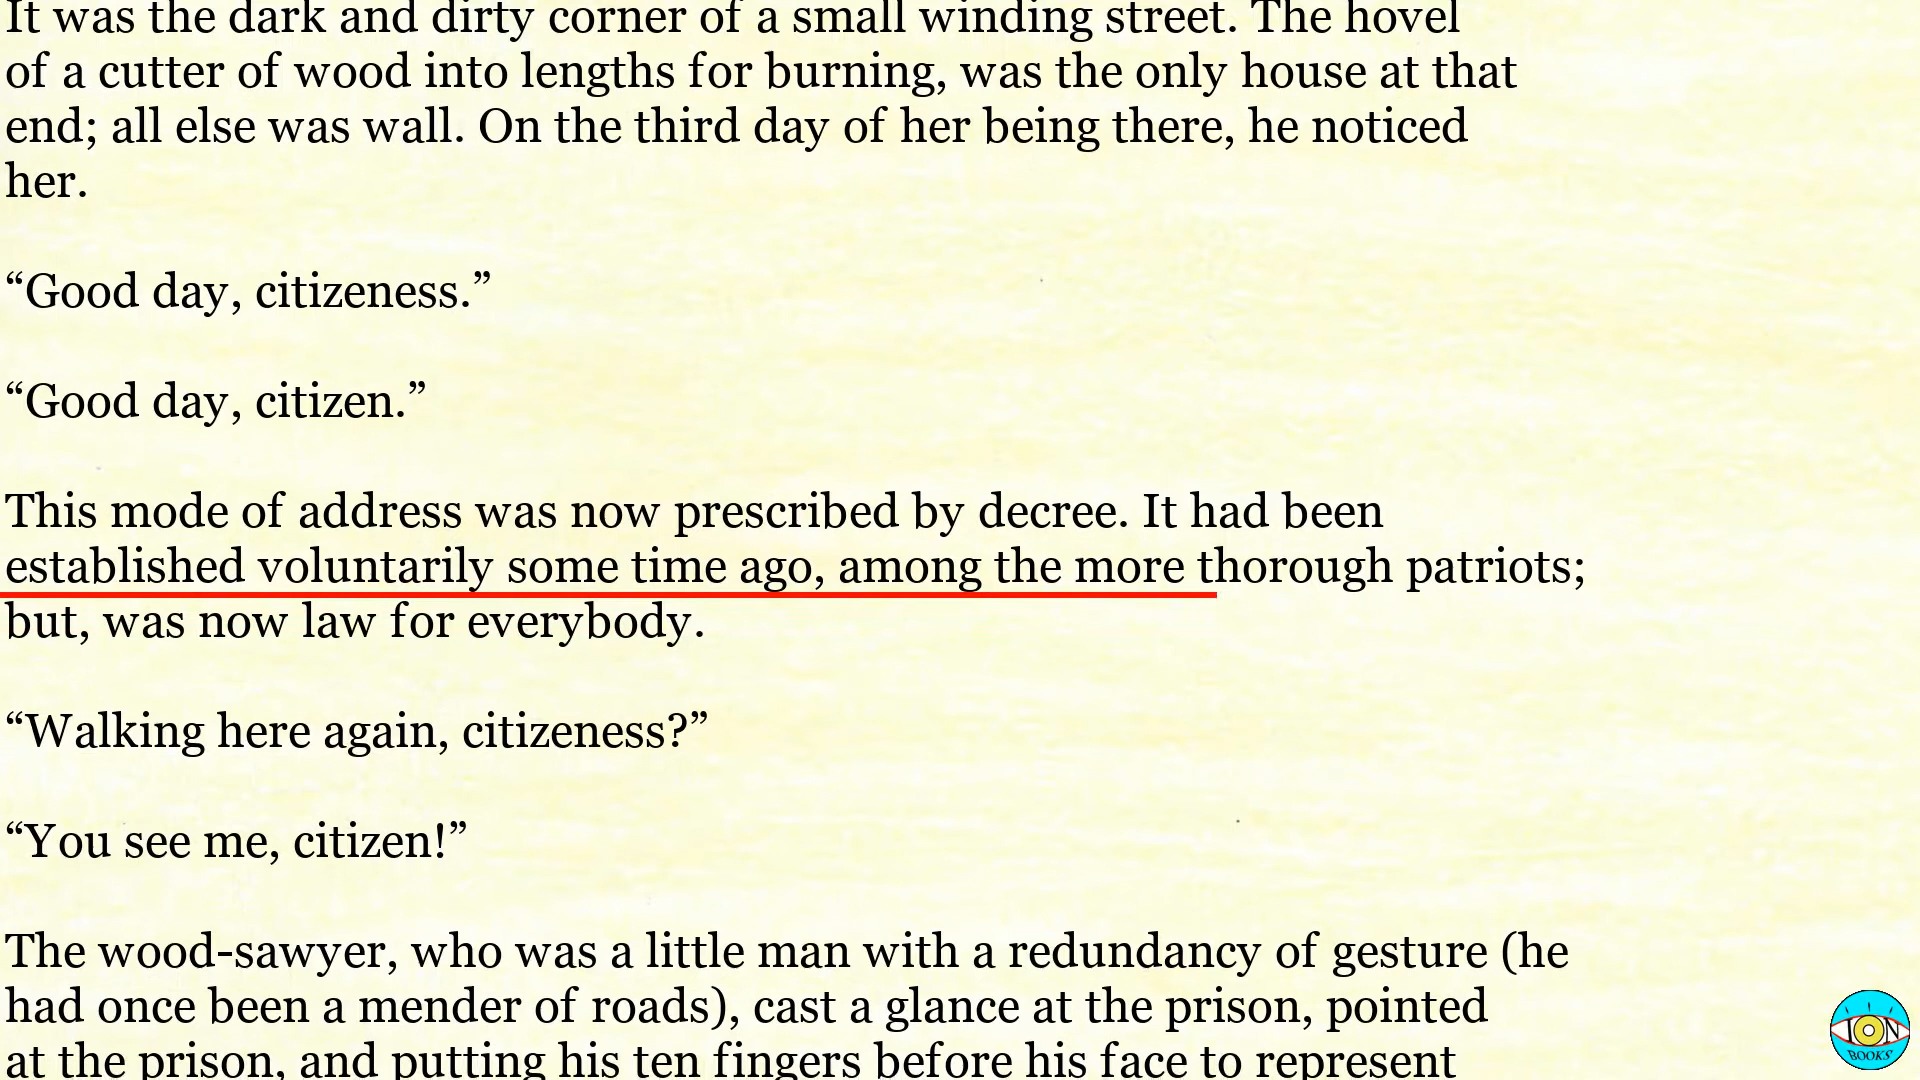 It was the dark and dirty corner of a small winding street. The hovel
of a cutter of wood into lengths for burning, was the only house at that
end; all else was wall. On the third day of her being there, he noticed
her.
“Good day, citizeness.”
“Good day, citizen.”
This mode of address was now prescribed by decree. It had been
established voluntarily some time ago, among the more thorough patriots;
but, was now law for everybody.
“Walking here again, citizeness?”
“You see me, citizen!”
The wood-sawyer, who was a little man with a redundancy of gesture (he
had once been a mender of roads), cast a glance at the prison, pointed
at the prison, and putting his ten fingers before his face to represent
ION
BOOKS